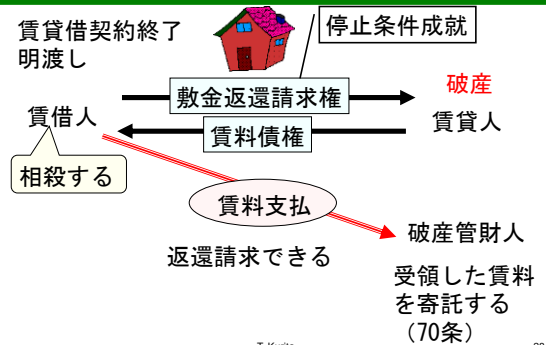 賃貸借契約終了
明渡し
停止条件成就
敷金返還請求権
破産
賃借人
賃料債権
賃貸人
相殺する
賃料支払
破産管財人
返還請求できる
受領した賃料
を寄託する
(70条)